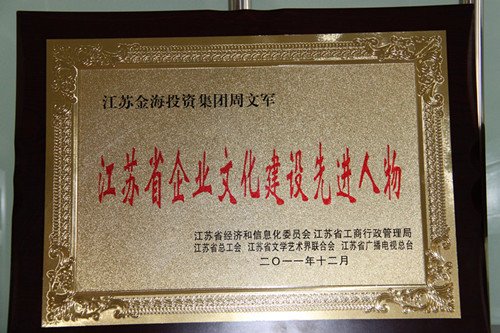 江苏金海投资集团周文军
江苏省企业文化建设先进人物
江苏省经济和信息化委员会 江苏省工商行政管理局
江苏省总工会 江苏省文学艺术界联合会 江苏省广播电视总台
二〇一一年十二月